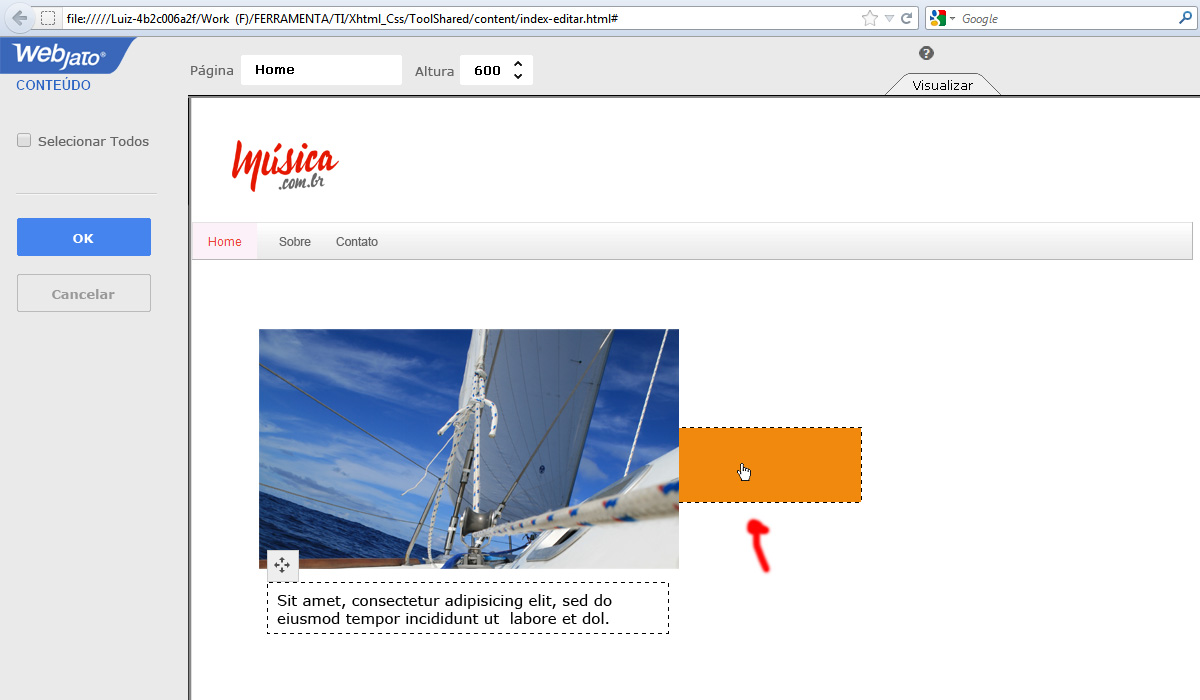 file://///Luiz-4b2c006a2f/Work (F)/FERRAMENTA/TI/Xhtml_Css/ToolShared/content/index-editar.html#
Google
Webjato®
CONTEÚDO
Página Home Altura 600
?
Visualizar
Selecionar Todos
OK
Cancelar
Música
.com.br
Home Sobre Contato
Sit amet, consectetur adipisicing elit, sed do
eiusmod tempor incididunt ut labore et dol.